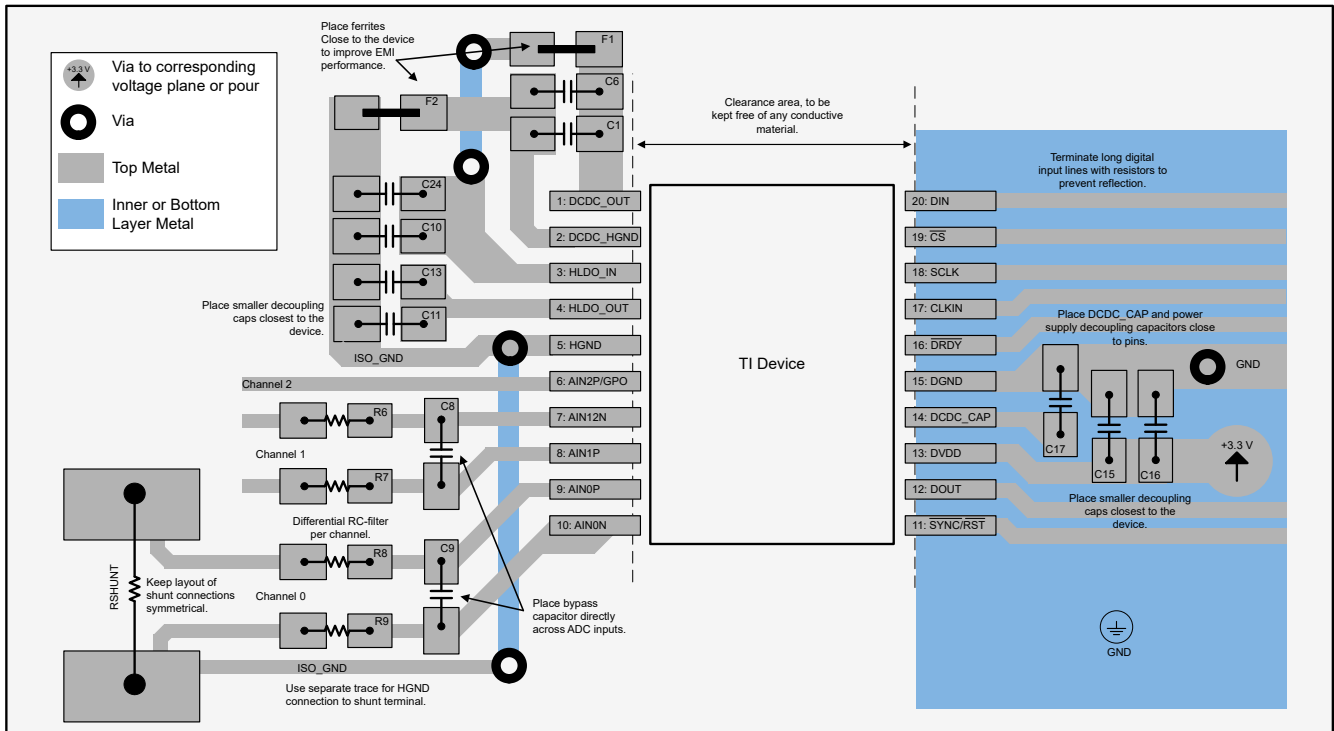 +3.3 V
Via to corresponding
voltage plane or pour
Via
Top Metal
Inner or Bottom
Layer Metal
Place ferrites
Close to the device
to improve EMI
performance.
F1
F2
C6
C1
Clearance area, to be
kept free of any conductive
material.
C24
C10
C13
C11
Place smaller decoupling
caps closest to the
device.
ISO_GND
1: DCDC_OUT
2: DCDC_HGND
3: HLDO_IN
4: HLDO_OUT
5: HGND
6: AIN2P/GPO
7: AIN12N
8: AIN1P
9: AIN0P
10: AIN0N
TI Device
Terminate long digital
input lines with resistors to
prevent reflection.
20: DIN
19: CS
18: SCLK
17: CLKIN
16: DRDY
15: DGND
14: DCDC_CAP
13: DVDD
12: DOUT
11: SYNC/RST
Place DCDC_CAP and power
supply decoupling capacitors close
to pins.
GND
C17
C15
C16
+3.3 V
Place smaller decoupling
caps closest to the
device.
GND
Channel 2
R6
C8
Channel 1
R7
Differential RC-filter
per channel.
R8
C9
RSHUNT
Keep layout of
shunt connections
symmetrical.
Channel 0
R9
Place bypass
capacitor directly
across ADC inputs.
ISO_GND
Use separate trace for HGND
connection to shunt terminal.